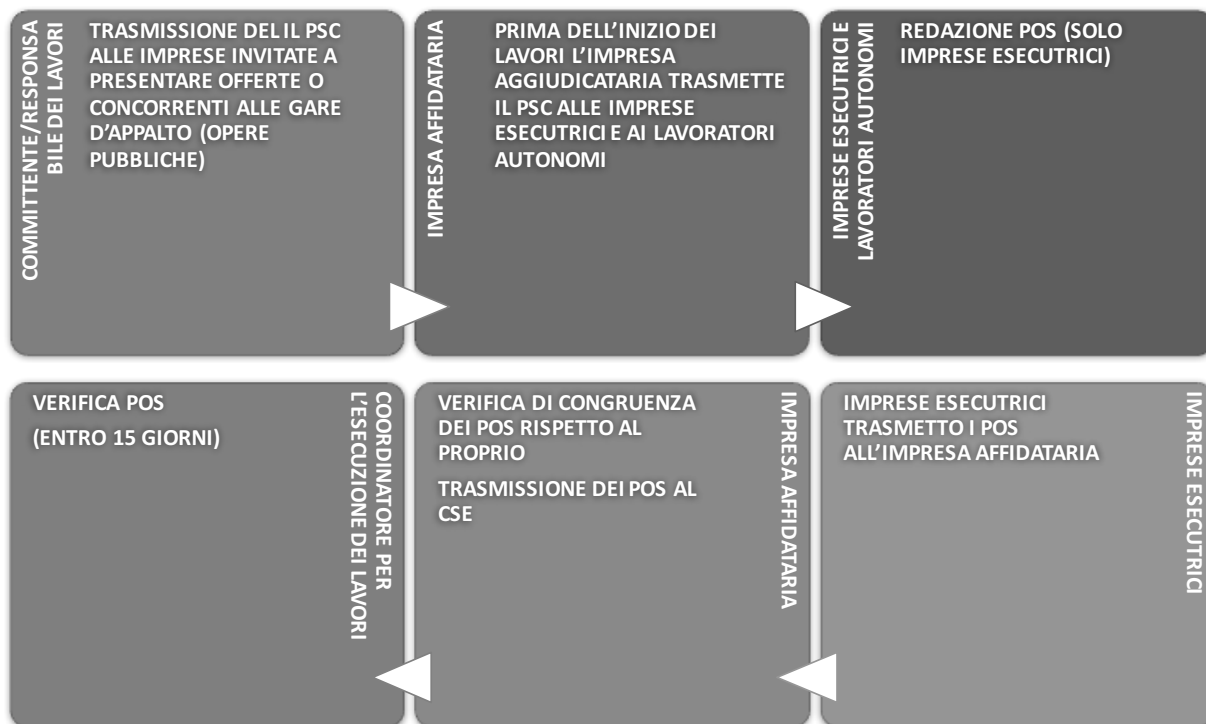 COMMITTENTE/RESPONSA
BILE DEI LAVORI
TRASMISSIONE DEL IL PSC
ALLE IMPRESE INVITATE A
PRESENTARE OFFERTE O
CONCORRENTI ALLE GARE
D'APPALTO (OPERE
PUBBLICHE)
IMPRESA AFFIDATARIA
PRIMA DELL'INIZIO DEI
LAVORI L'IMPRESA
AGGIUDICATARIA TRASMETTE
IL PSC ALLE IMPRESE
ESECUTRICI E AI LAVORATORI
AUTONOMI
IMPRESE ESECUTRICI E
LAVORATORI AUTONOMI
REDAZIONE POS (SOLO
IMPRESE ESECUTRICI)
IMPRESE ESECUTRICI
TRASMETTO I POS
ALL'IMPRESA AFFIDATARIA
IMPRESE ESECUTRICI
VERIFICA DI CONGRUENZA
DEI POS RISPETTO AL
PROPRIO
TRASMISSIONE DEI POS AL
CSE
IMPRESA AFFIDATARIA
VERIFICA POS
(ENTRO 15 GIORNI)
COORDINATORE PER
L'ESECUZIONE DEI LAVORI